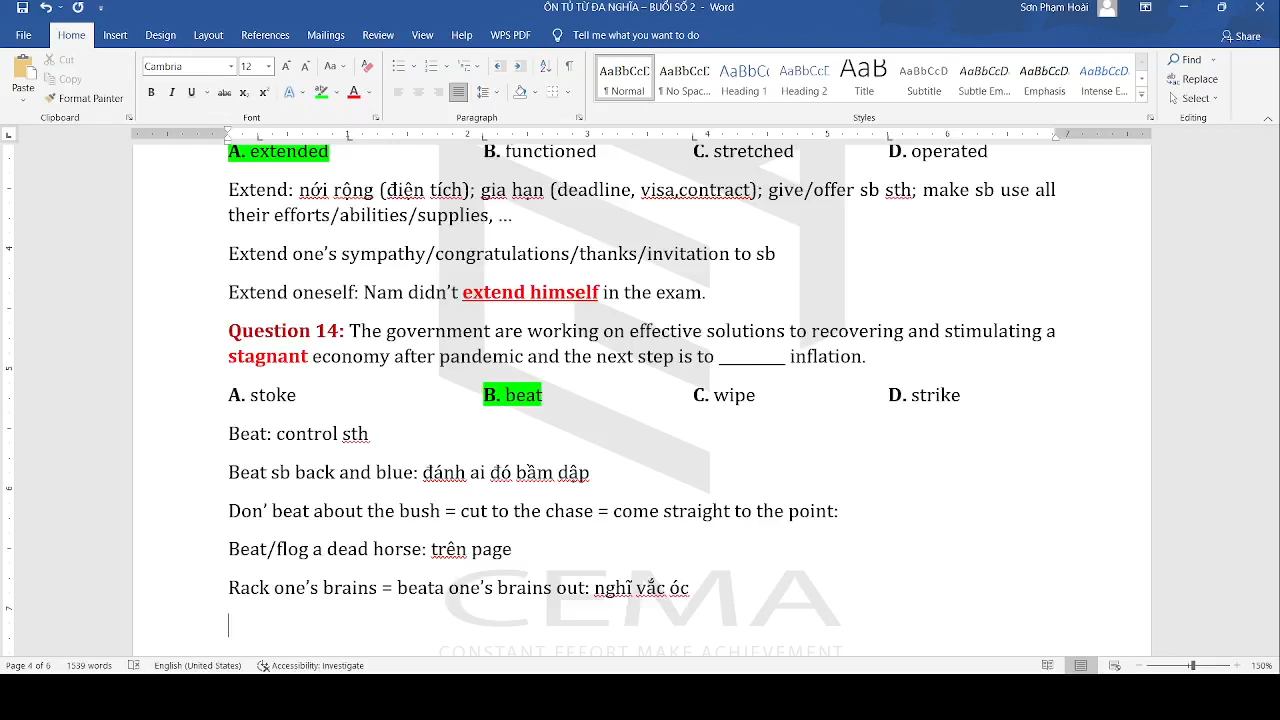 ÔN TỪ TỪ ĐA NGHĨA – BUỔI SỐ 2 - Word
Sơn Phạm Hoài
File Home Insert Design Layout References Mailings Review View Help WPS PDF Tell me what you want to do
Share
Paste
Cut
Copy
Format Painter
Clipboard
Cambria 12
Font
Paragraph
AaBbCcD AaBbCcD AaBbC AaBbCcL AaB AaBbCcD AaBbCcD AaBbCcD AaBbCcD
¶ Normal ¶ No Spac... Heading 1 Heading 2 Title Subtitle Subtle Em... Emphasis Intense E...
Styles
Find
Replace
Select
Editing
A. extended B. functioned C. stretched D. operated
Extend: nới rộng (điện tích); gia hạn (deadline, visa,contract); give/offer sb sth; make sb use all
their efforts/abilities/supplies, …
Extend one’s sympathy/congratulations/thanks/invitation to sb
Extend oneself: Nam didn’t extend himself in the exam.
Question 14: The government are working on effective solutions to recovering and stimulating a
stagnant economy after pandemic and the next step is to ________ inflation.
A. stoke B. beat C. wipe D. strike
Beat: control sth
Beat sb back and blue: đánh ai đó bầm dập
Don’ beat about the bush = cut to the chase = come straight to the point:
Beat/flog a dead horse: trên page
Rack one’s brains = beata one’s brains out: nghĩ vắc óc
CEMA
CONSTANT EFFORT MAKE ACHIEVEMENT
Page 4 of 6 1539 words English (United States) Accessibility: Investigate 150%